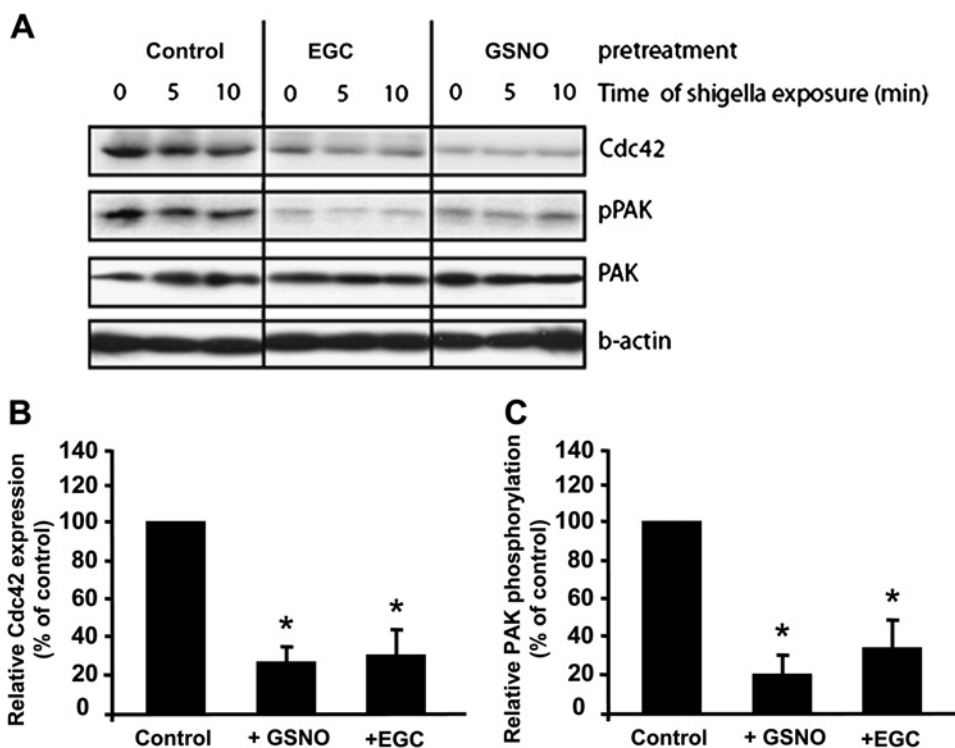 A
Control EGC GSNO pretreatment
0 5 10 0 5 10 0 5 10 Time of shigella exposure (min)
Cdc42
pPAK
PAK
b-actin
B
Relative Cdc42 expression
(% of control)
140
120
100
80
60
40
20
0
*
*
Control + GSNO +EGC
C
Relative PAK phosphorylation
(% of control)
140
120
100
80
60
40
20
0
*
*
Control + GSNO +EGC